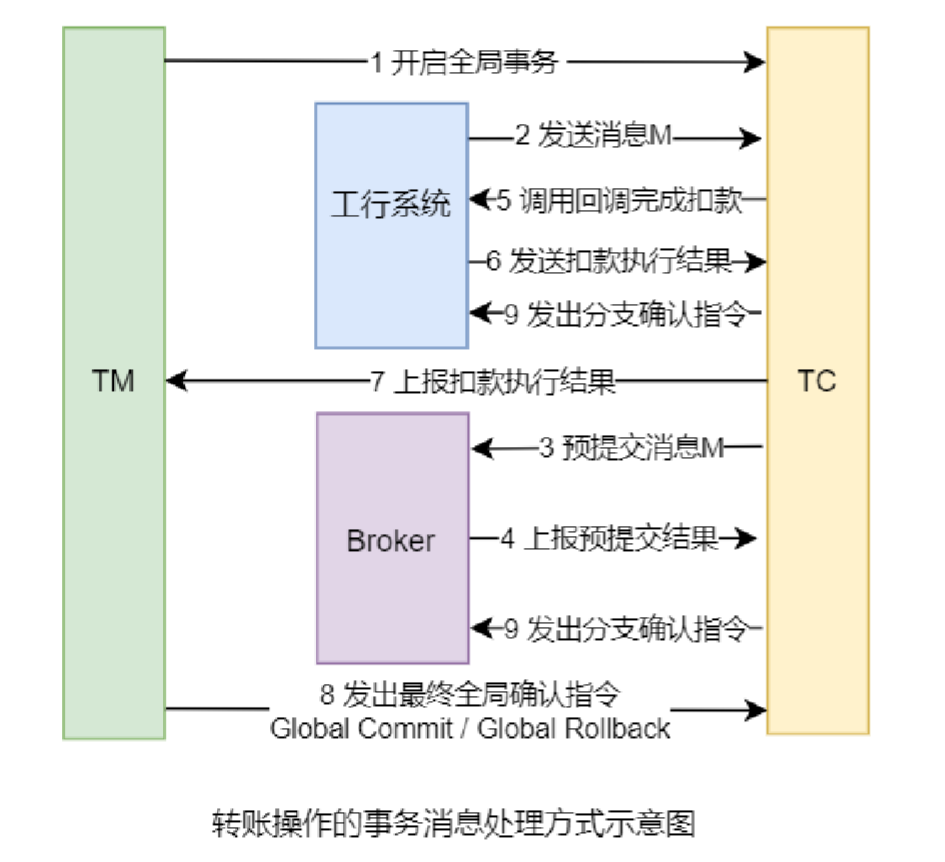 1 开启全局事务
2 发送消息M
工行系统
5 调用回调完成扣款
6 发送扣款执行结果
9 发出分支确认指令
TM
7 上报扣款执行结果
TC
3 预提交消息M
Broker
4 上报预提交结果
9 发出分支确认指令
8 发出最终全局确认指令
Global Commit / Global Rollback
转账操作的事务消息处理方式示意图